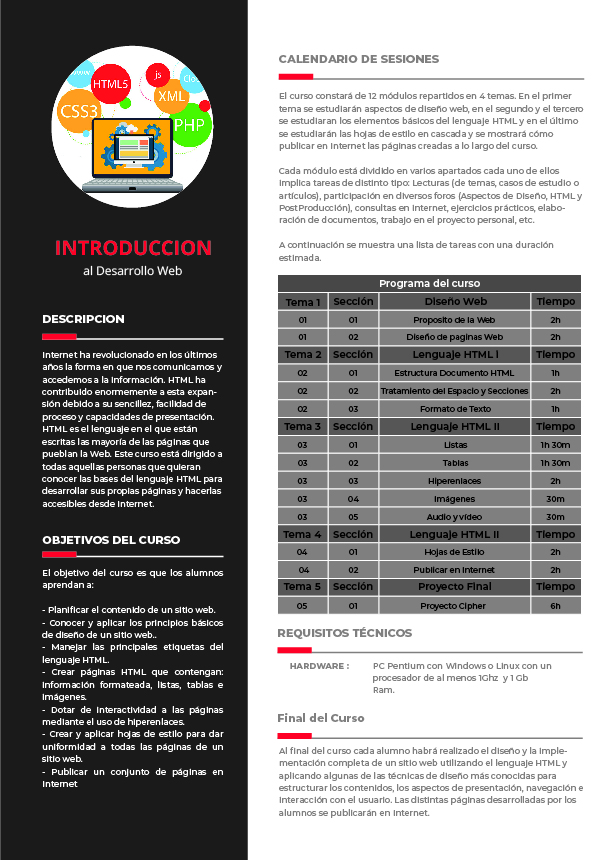 HTML5
js
XML
CSS3
PHP
INTRODUCCION
al Desarrollo Web
DESCRIPCION
Internet ha revolucionado en los últimos
años la forma en que nos comunicamos y
accedemos a la información. HTML ha
contribuido enormemente a esta expan-
sión debido a su sencillez, facilidad de
proceso y capacidades de presentación.
HTML es el lenguaje en el que están
escritas las mayoría de las páginas que
pueblan la Web. Este curso está dirigido a
todas aquellas personas que quieran
conocer las bases del lenguaje HTML para
desarrollar sus propias páginas y hacerlas
accesibles desde Internet.
OBJETIVOS DEL CURSO
El objetivo del curso es que los alumnos
aprendan a:
- Planificar el contenido de un sitio web.
- Conocer y aplicar los principios básicos
de diseño de un sitio web..
- Manejar las principales etiquetas del
lenguaje HTML.
- Crear páginas HTML que contengan:
información formateada, listas, tablas e
imágenes.
- Dotar de interactividad a las páginas
mediante el uso de hiperenlaces.
- Crear y aplicar hojas de estilo para dar
uniformidad a todas las páginas de un
sitio web.
- Publicar un conjunto de páginas en
Internet
CALENDARIO DE SESIONES
El curso constará de 12 módulos repartidos en 4 temas. En el primer
tema se estudiarán aspectos de diseño web, en el segundo y el tercero
se estudiaran los elementos básicos del lenguaje HTML y en el último
se estudiarán las hojas de estilo en cascada y se mostrará cómo
publicar en Internet las páginas creadas a lo largo del curso.
Cada módulo está dividido en varios apartados cada uno de ellos
implica tareas de distinto tipo: Lecturas (de temas, casos de estudio o
artículos), participación en diversos foros (Aspectos de Diseño, HTML y
PostProducción), consultas en Internet, ejercicios prácticos, elabo-
ración de documentos, trabajo en el proyecto personal, etc.
A continuación se muestra una lista de tareas con una duración
estimada.
Programa del curso
Tema 1 Sección Diseño Web Tiempo
01 01 Proposito de la Web 2h
01 02 Diseño de paginas Web 2h
Tema 2 Sección Lenguaje HTML I Tiempo
02 01 Estructura Documento HTML 1h
02 02 Tratamiento del Espacio y Secciones 2h
02 03 Formato de Texto 1h
Tema 3 Sección Lenguaje HTML II Tiempo
03 01 Listas 1h 30m
03 02 Tablas 1h 30m
03 03 Hiperenlaces 2h
03 04 Imágenes 30m
03 05 Audio y vídeo 30m
Tema 4 Sección Lenguaje HTML II Tiempo
04 01 Hojas de Estilo 2h
04 02 Publicar en Internet 2h
Tema 5 Sección Proyecto Final Tiempo
05 01 Proyecto Cipher 6h
REQUISITOS TÉCNICOS
HARDWARE : PC Pentium con Windows o Linux con un
procesador de al menos 1Ghz y 1 Gb
Ram.
Final del Curso
Al final del curso cada alumno habrá realizado el diseño y la imple-
mentación completa de un sitio web utilizando el lenguaje HTML y
aplicando algunas de las técnicas de diseño más conocidas para
estructurar los contenidos, los aspectos de presentación, navegación e
interacción con el usuario. Las distintas páginas desarrolladas por los
alumnos se publicarán en Internet.